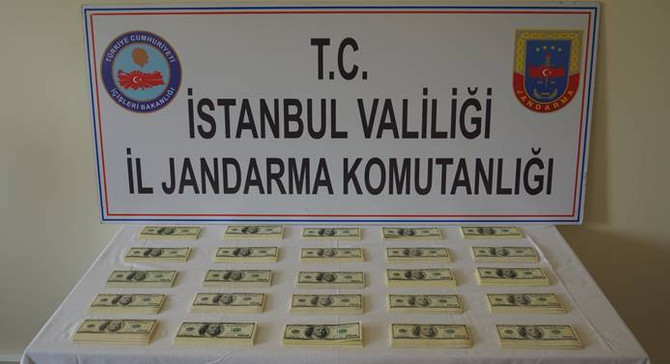 TÜRKİYE CUMHURİYETİ
İÇİŞLERİ BAKANLIĞI
T.C.
İSTANBUL VALİLİĞİ
İL JANDARMA KOMUTANLIĞI
JANDARMA